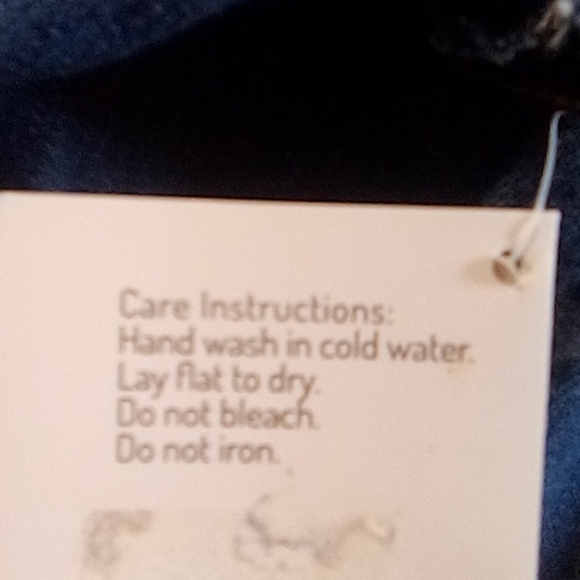 Care Instructions:
Hand wash in cold water.
Lay flat to dry.
Do not bleach.
Do not iron.